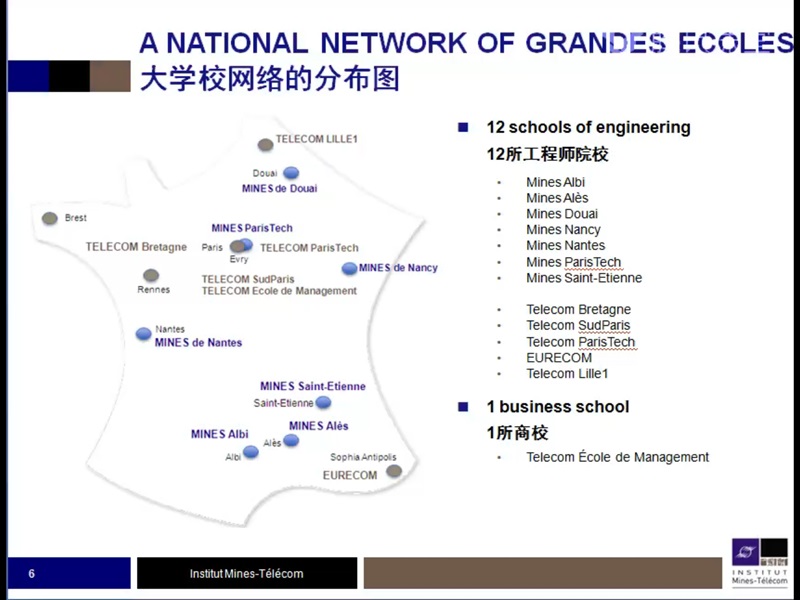 A NATIONAL NETWORK OF GRANDES ECOLES
大学校网络的分布图
TELECOM LILLE1
Douai
MINES de Douai
Brest
MINES ParisTech
TELECOM Bretagne
Paris
TELECOM ParisTech
Evry
MINES de Nancy
TELECOM SudParis
TELECOM Ecole de Management
Rennes
Nantes
MINES de Nantes
MINES Saint-Etienne
Saint-Etienne
MINES Alès
MINES Albi
Alès
Albi
Sophia Antipolis
EURECOM
12 schools of engineering
12所工程师院校
Mines Albi
Mines Alès
Mines Douai
Mines Nancy
Mines Nantes
Mines ParisTech
Mines Saint-Etienne
Telecom Bretagne
Telecom SudParis
Telecom ParisTech
EURECOM
Telecom Lille1
1 business school
1所商校
Telecom École de Management
6
Institut Mines-Télécom
INSTITUT
Mines-Télécom